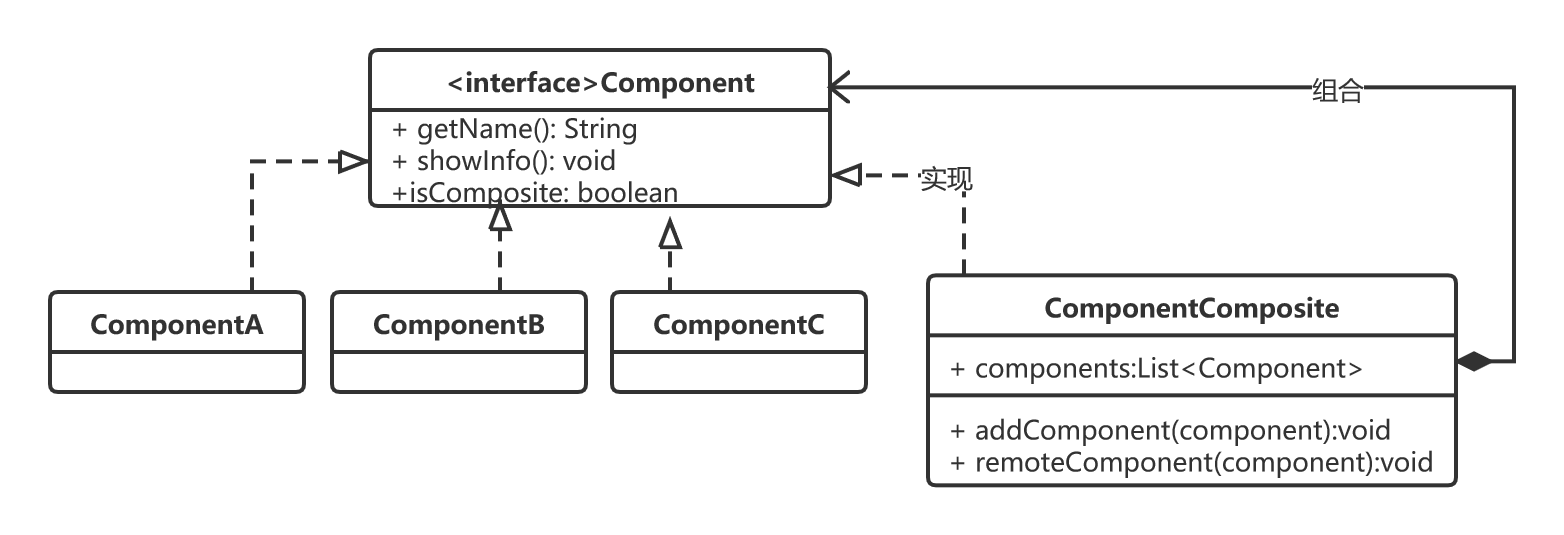 <interface>Component
+ getName(): String
+ showInfo(): void
+isComposite: boolean
组合
实现
ComponentA
ComponentB
ComponentC
ComponentComposite
+ components:List<Component>
+ addComponent(component):void
+ remoteComponent(component):void